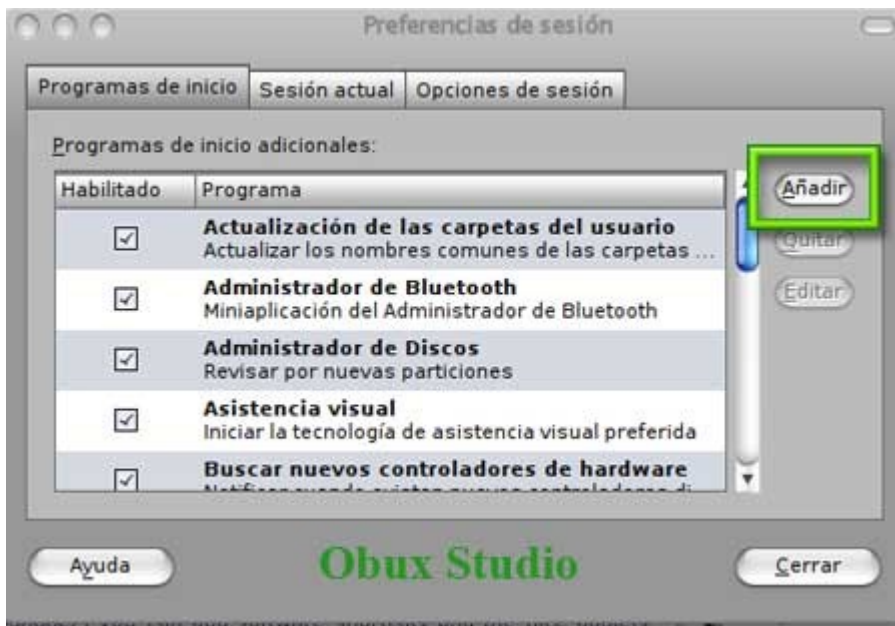 Preferencias de sesión
Programas de inicio
Sesión actual
Opciones de sesión
Programas de inicio adicionales:
Habilitado
Programa
Añadir
Quitar
Editar
Actualización de las carpetas del usuario
Actualizar los nombres comunes de las carpetas ...
Administrador de Bluetooth
Miniaplicación del Administrador de Bluetooth
Administrador de Discos
Revisar por nuevas particiones
Asistencia visual
Iniciar la tecnología de asistencia visual preferida
Buscar nuevos controladores de hardware
Ayuda
Obux Studio
Cerrar